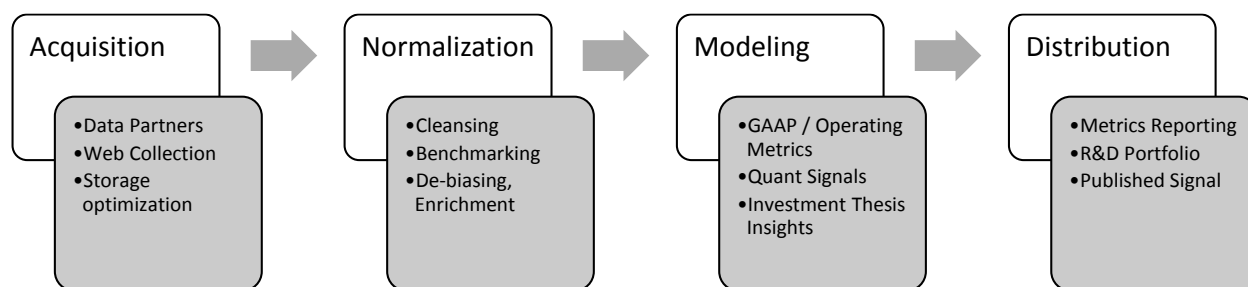 Acquisition
•Data Partners
•Web Collection
•Storage
optimization
Normalization
•Cleansing
•Benchmarking
•De-biasing,
Enrichment
Modeling
•GAAP / Operating
Metrics
•Quant Signals
•Investment Thesis
Insights
Distribution
•Metrics Reporting
•R&D Portfolio
•Published Signal